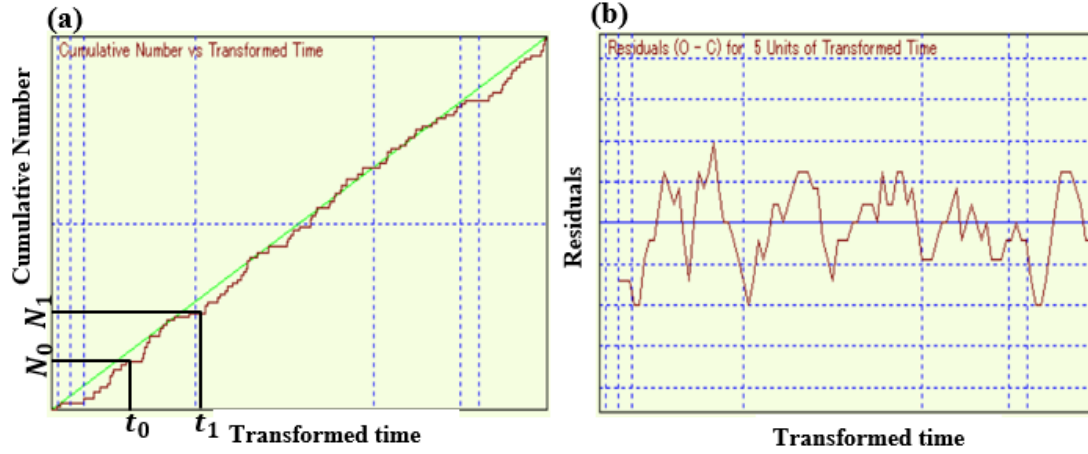 (a)
Cumulative Number vs Transformed Time
Cumulative Number
N₁
N₀
t₀
t₁
Transformed time
(b)
Residuals (O - C) for 5 Units of Transformed Time
Residuals
Transformed time